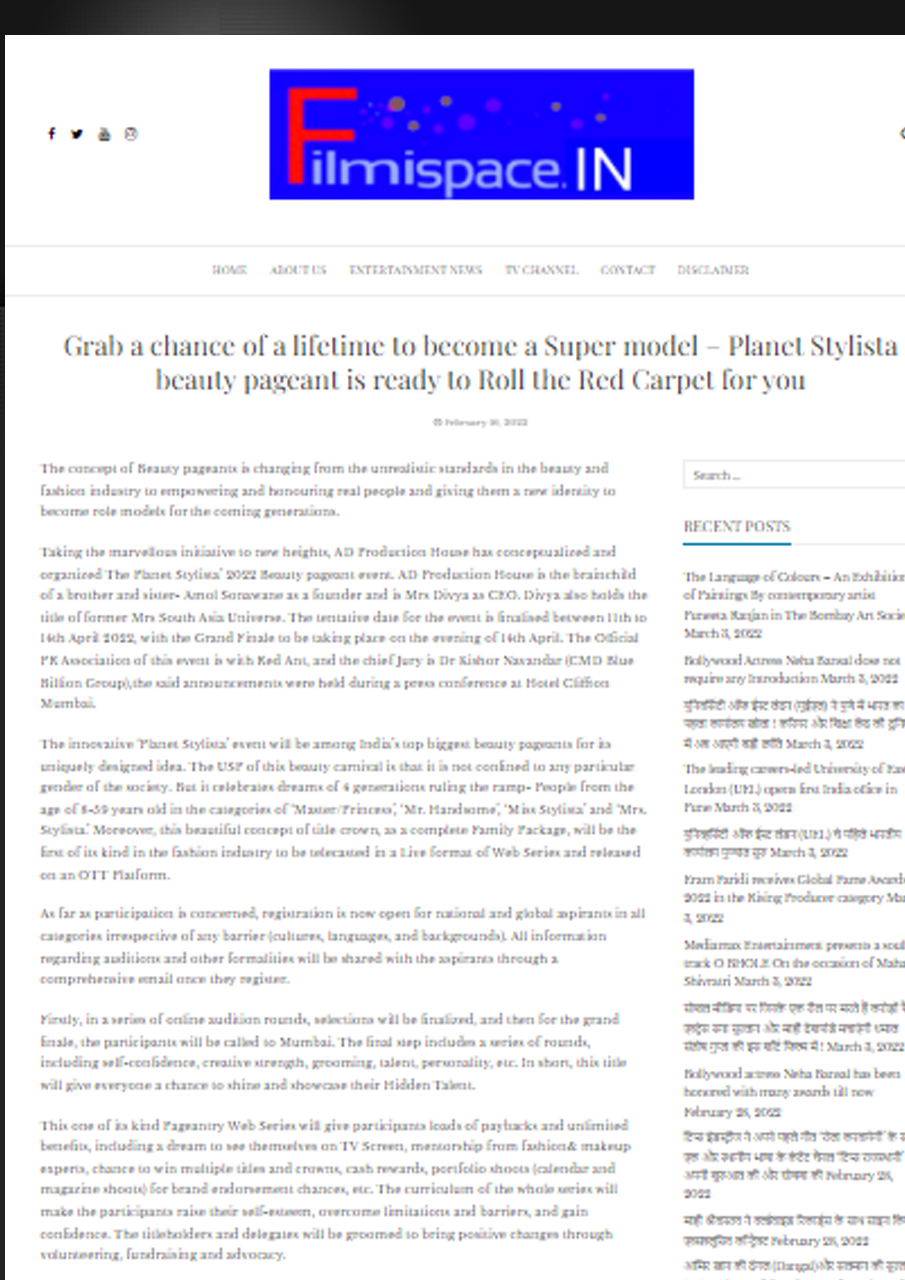 Filmispace.IN
HOME ABOUT US ENTERTAINMENT NEWS TV CHANNEL CONTACT DISCLAIMER
Grab a chance of a lifetime to become a Super model – Planet Stylista
beauty pageant is ready to Roll the Red Carpet for you
February 16, 2022
The concept of Beauty pageants is changing from the unrealistic standards in the beauty and
fashion industry to empowering and honouring real people and giving them a new identity to
become role models for the coming generations.
Taking the marvellous initiative to new heights, AD Production House has conceptualized and
organized 'The Planet Stylista' 2022 Beauty pageant event. AD Production House is the brainchild
of a brother and sister- Amol Sonawane as a founder and is Mrs Divya as CEO. Divya also holds the
title of former Mrs South Asia Universe. The tentative date for the event is finalised between 11th to
14th April 2022, with the Grand Finale to be taking place on the evening of 14th April. The Official
PR Association of this event is with Red Ant, and the chief Jury is Dr Kishor Navandar (CMD Blue
Billion Group),the said announcements were held during a press conference at Hotel Cliffton
Mumbai.
The innovative 'Planet Stylista' event will be among India's top biggest beauty pageants for its
uniquely designed idea. The USP of this beauty carnival is that it is not confined to any particular
gender of the society. But it celebrates dreams of 4 generations ruling the ramp- People from the
age of 8-59 years old in the categories of 'Master/Princess', 'Mr. Handsome', 'Miss Stylista' and 'Mrs.
Stylista.' Moreover, this beautiful concept of title crown, as a complete Family Package, will be the
first of its kind in the fashion industry to be telecasted in a Live format of Web Series and released
on an OTT Platform.
As far as participation is concerned, registration is now open for national and global aspirants in all
categories irrespective of any barrier (cultures, languages, and backgrounds). All information
regarding auditions and other formalities will be shared with the aspirants through a
comprehensive email once they register.
Firstly, in a series of online audition rounds, selections will be finalized, and then for the grand
finale, the participants will be called to Mumbai. The final step includes a series of rounds,
including self-confidence, creative strength, grooming, talent, personality, etc. In short, this title
will give everyone a chance to shine and showcase their Hidden Talent.
This one of its kind Pageantry Web Series will give participants loads of paybacks and unlimited
benefits, including a dream to see themselves on TV Screen, mentorship from fashion& makeup
experts, chance to win multiple titles and crowns, cash rewards, portfolio shoots (calendar and
magazine shoots) for brand endorsement chances, etc. The curriculum of the whole series will
make the participants raise their self-esteem, overcome limitations and barriers, and gain
confidence. The titleholders and delegates will be groomed to bring positive changes through
volunteering, fundraising and advocacy.
Search ...
RECENT POSTS
The Language of Colours – An Exhibition
of Paintings By contemporary artist
Puneeta Ranjan in The Bombay Art
March 3, 2022
Bollywood Actress Neha Bansal dose not
require any Introduction March 3, 2022
में अब आएगी बड़ी क्रांति March 3, 2022
The leading careers-led University of
London (UEL) opens first India office in
Pune March 3, 2022
March 3, 2022
Eram Faridi receives Global Fame
2022 in the Rising Producer category
3, 2022
Mediamax Entertainment presents a
track O BHOLE On the occasion of
Shivratri March 3, 2022
March 3, 2022
Bollywood actress Neha Bansal has been
honored with many awards till now
February 28, 2022
February 28,
2022
February 28, 2022